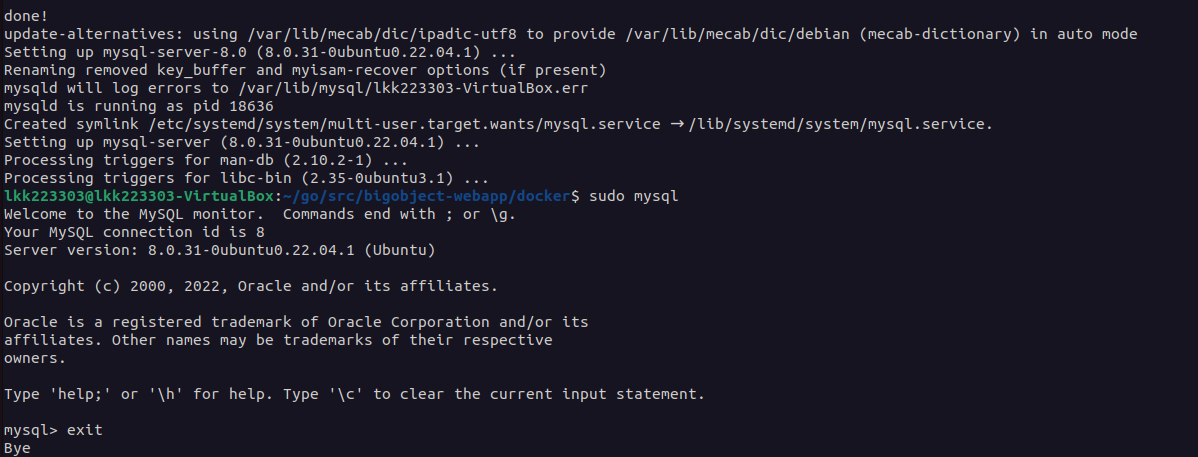 done!
update-alternatives: using /var/lib/mecab/dic/ipadic-utf8 to provide /var/lib/mecab/dic/debian (mecab-dictionary) in auto mode
Setting up mysql-server-8.0 (8.0.31-0ubuntu0.22.04.1) ...
Renaming removed key_buffer and myisam-recover options (if present)
mysqld will log errors to /var/lib/mysql/lkk223303-VirtualBox.err
mysqld is running as pid 18636
Created symlink /etc/systemd/system/multi-user.target.wants/mysql.service → /lib/systemd/system/mysql.service.
Setting up mysql-server (8.0.31-0ubuntu0.22.04.1) ...
Processing triggers for man-db (2.10.2-1) ...
Processing triggers for libc-bin (2.35-0ubuntu3.1) ...
lkk223303@lkk223303-VirtualBox:~/go/src/bigobject-webapp/docker$ sudo mysql
Welcome to the MySQL monitor.  Commands end with ; or \g.
Your MySQL connection id is 8
Server version: 8.0.31-0ubuntu0.22.04.1 (Ubuntu)

Copyright (c) 2000, 2022, Oracle and/or its affiliates.

Oracle is a registered trademark of Oracle Corporation and/or its
affiliates. Other names may be trademarks of their respective
owners.

Type 'help;' or '\h' for help. Type '\c' to clear the current input statement.

mysql> exit
Bye